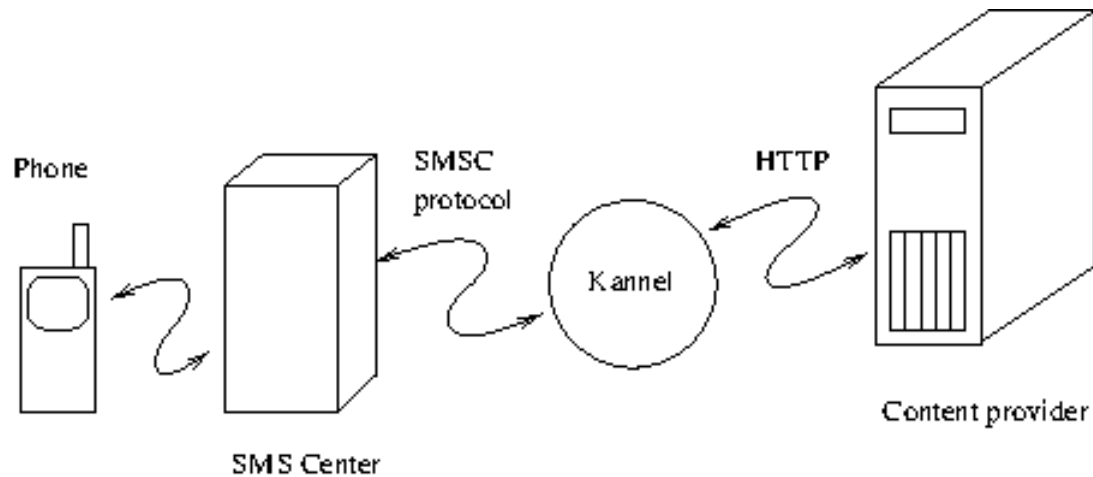 Phone
SMSC
protocol
HTTP
Kannel
Content provider
SMS Center